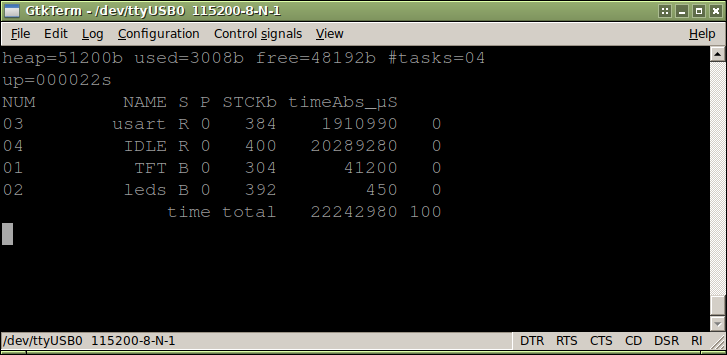 GtkTerm - /dev/ttyUSB0 115200-8-N-1
File Edit Log Configuration Control signals View Help
heap=51200b used=3008b free=48192b #tasks=04
up=000022s
NUM NAME S P STCKb timeAbs_µS
03 usart R 0 384 1910990 0
04 IDLE R 0 400 20289280 0
01 TFT B 0 304 41200 0
02 leds B 0 392 450 0
time total 22242980 100
/dev/ttyUSB0 115200-8-N-1 DTR RTS CTS CD DSR RI